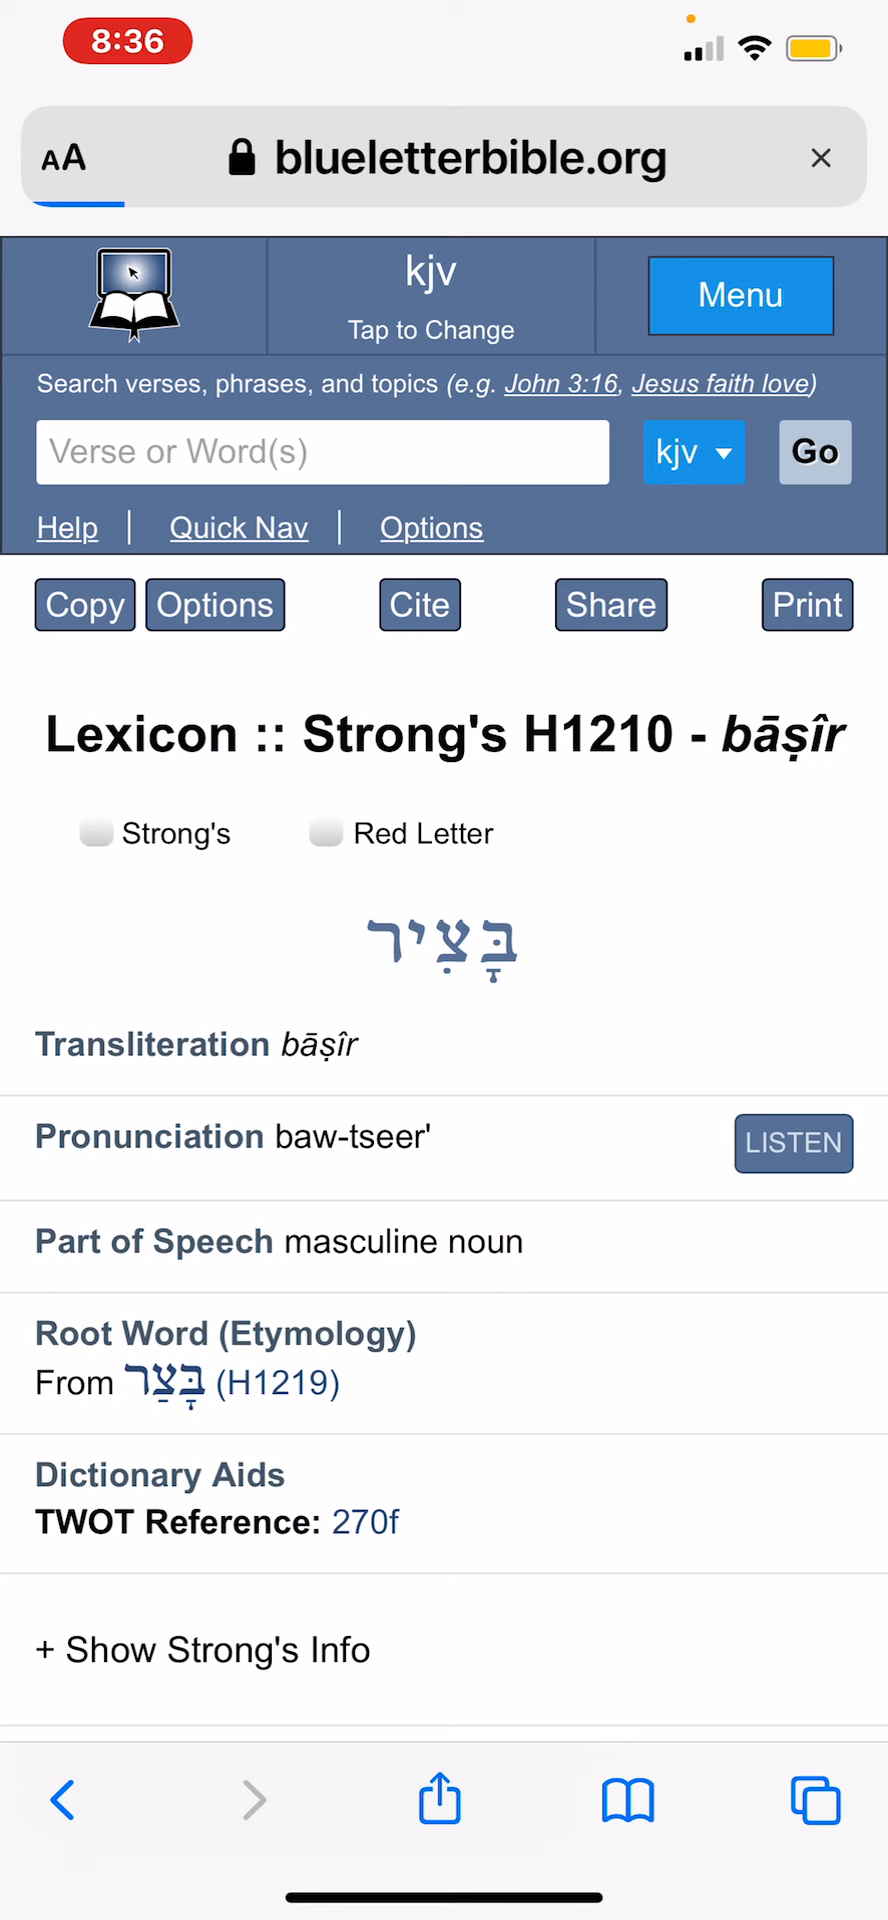 8:36
AA blueletterbible.org ×
kjv
Tap to Change
Menu
Search verses, phrases, and topics (e.g. John 3:16, Jesus faith love)
Verse or Word(s) kjv Go
Help | Quick Nav | Options
Copy Options Cite Share Print
Lexicon :: Strong's H1210 - bāṣîr
Strong's Red Letter
בָּצִיר
Transliteration bāṣîr
Pronunciation baw-tseer' LISTEN
Part of Speech masculine noun
Root Word (Etymology)
From בָּצַר (H1219)
Dictionary Aids
TWOT Reference: 270f
+ Show Strong's Info